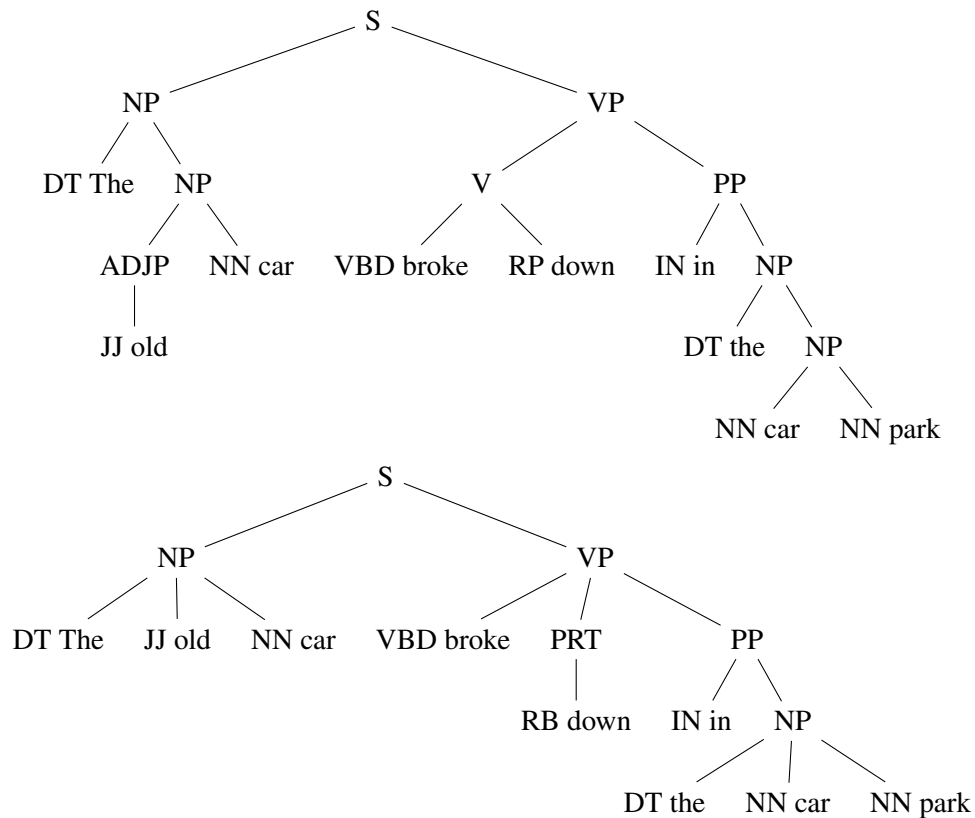 S
NP VP
DT The NP V PP
ADJP NN car VBD broke RP down IN in NP
JJ old DT the NP
NN car NN park
S
NP VP
DT The JJ old NN car VBD broke PRT PP
RB down IN in NP
DT the NN car NN park